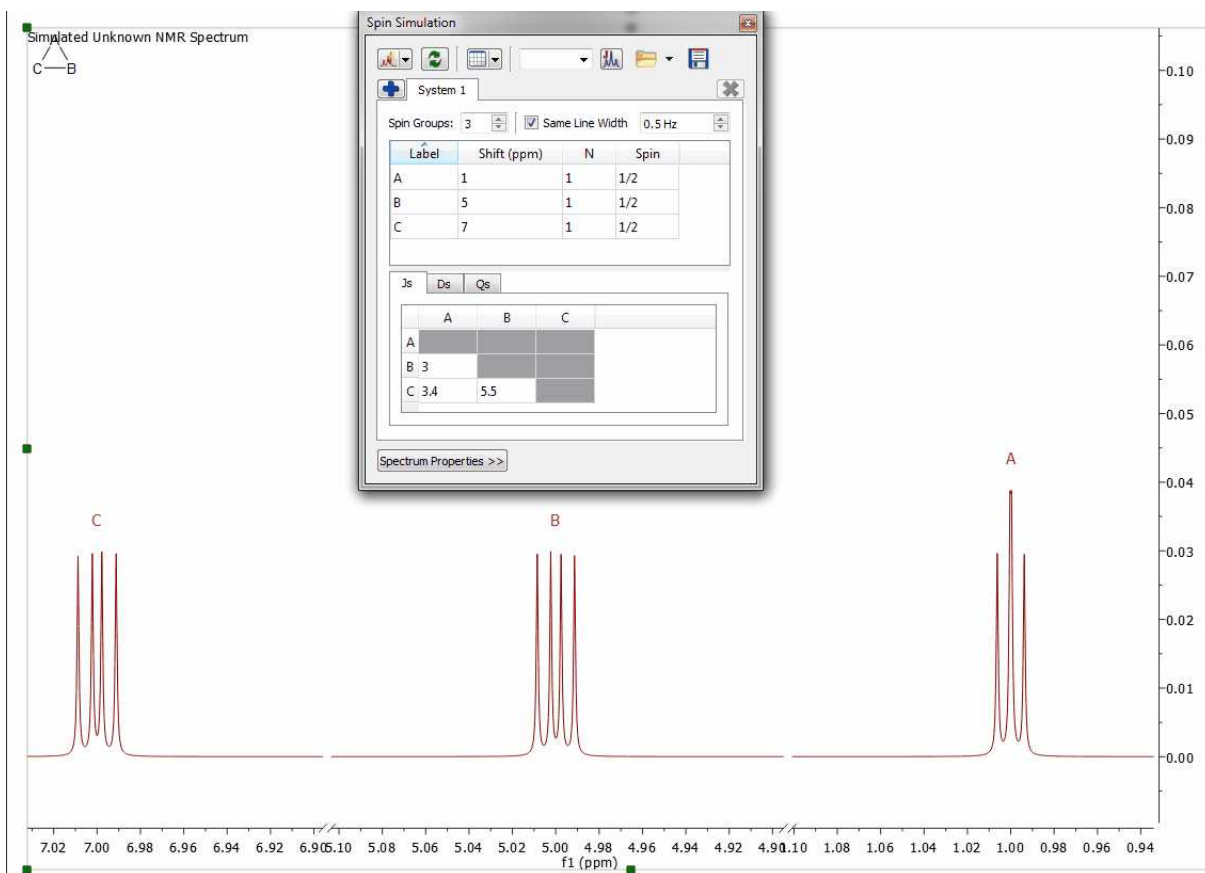 Spin Simulation
Simulated Unknown NMR Spectrum
A
C B
System 1
Spin Groups: 3 Same Line Width 0.5 Hz
Label Shift (ppm) N Spin
A 1 1 1/2
B 5 1 1/2
C 7 1 1/2
Js Ds Qs
A B C
A
B 3
C 3.4 5.5
Spectrum Properties >>
C
B
A
0.10
0.09
0.08
0.07
0.06
0.05
0.04
0.03
0.02
0.01
0.00
7.02 7.00 6.98 6.96 6.94 6.92 6.90 5.10 5.08 5.06 5.04 5.02 5.00 4.98 4.96 4.94 4.92 4.90 1.10 1.08 1.06 1.04 1.02 1.00 0.98 0.96 0.94
f1 (ppm)